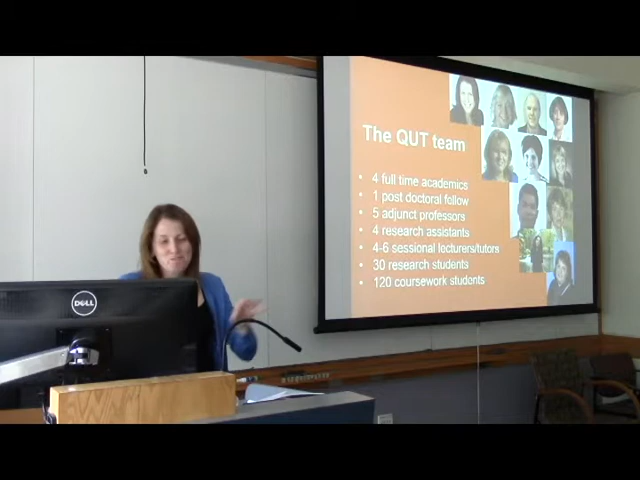 The QUT team
• 4 full time academics
• 1 post doctoral follow
• 5 adjunct professors
• 4 research assistants
• 4-6 sessional lecturers/tutors
• 30 research students
• 120 coursework students
DELL